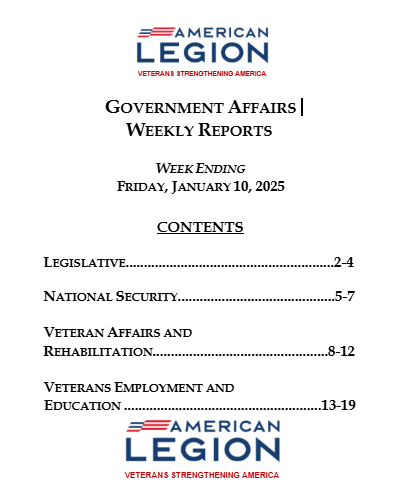 AMERICAN
LEGION
VETERANS STRENGTHENING AMERICA
GOVERNMENT AFFAIRS|
WEEKLY REPORTS
WEEK ENDING
FRIDAY, JANUARY 10, 2025
CONTENTS
LEGISLATIVE.........................................................2-4
NATIONAL SECURITY...........................................5-7
VETERAN AFFAIRS AND
REHABILITATION................................................8-12
VETERANS EMPLOYMENT AND
EDUCATION ......................................................13-19
AMERICAN
LEGION
VETERANS STRENGTHENING AMERICA